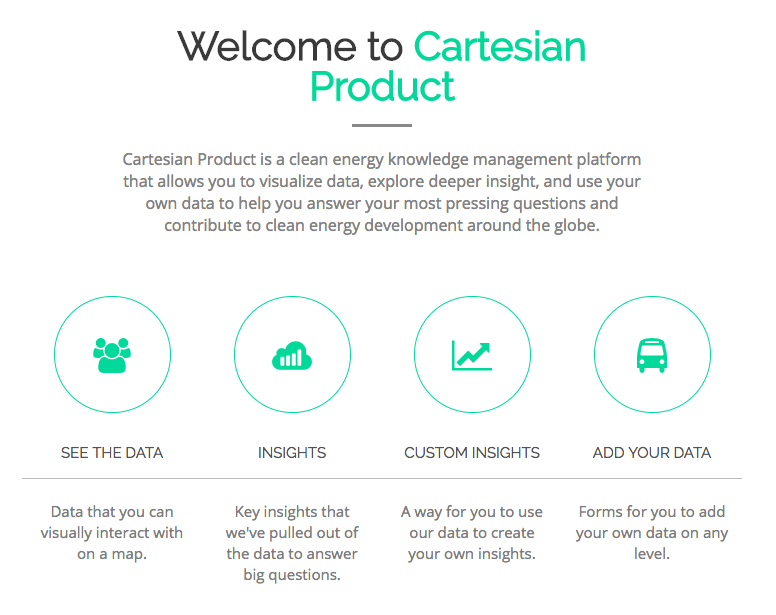 Welcome to Cartesian
Product
Cartesian Product is a clean energy knowledge management platform
that allows you to visualize data, explore deeper insight, and use your
own data to help you answer your most pressing questions and
contribute to clean energy development around the globe.
SEE THE DATA
INSIGHTS
CUSTOM INSIGHTS
ADD YOUR DATA
Data that you can
visually interact with
on a map.
Key insights that
we've pulled out of
the data to answer
big questions.
A way for you to use
our data to create
your own insights.
Forms for you to add
your own data on any
level.